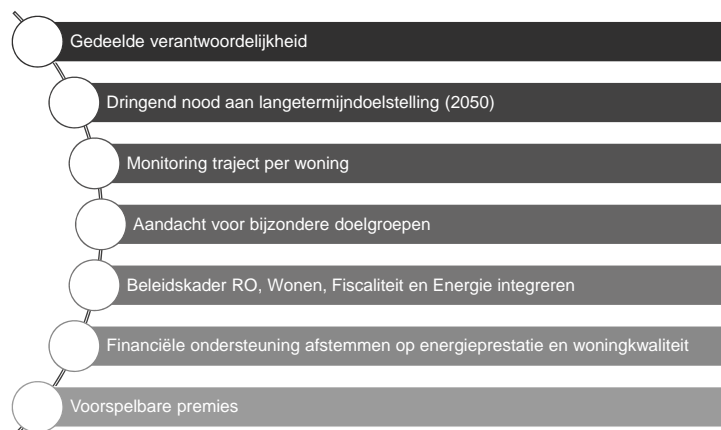 Gedeelde verantwoordelijkheid
Dringend nood aan langetermijndoelstelling (2050)
Monitoring traject per woning
Aandacht voor bijzondere doelgroepen
Beleidskader RO, Wonen, Fiscaliteit en Energie integreren
Financiële ondersteuning afstemmen op energieprestatie en woningkwaliteit
Voorspelbare premies